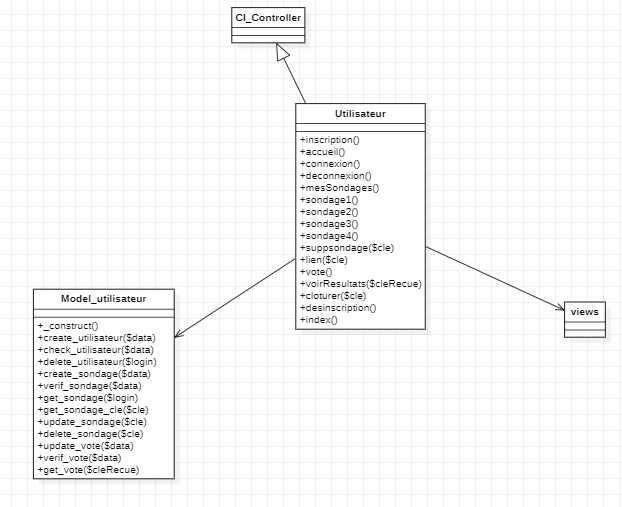 CI_Controller
Utilisateur
+inscription()
+accueil()
+connexion()
+deconnexion()
+mesSondages()
+sondage1()
+sondage2()
+sondage3()
+sondage4()
+suppsondage($cle)
+lien($cle)
+vote()
+voirResultats($cleRecue)
+cloturer($cle)
+desinscription()
+index()
Model_utilisateur
+_construct()
+create_utilisateur($data)
+check_utilisateur($data)
+delete_utilisateur($login)
+create_sondage($data)
+verif_sondage($data)
+get_sondage($login)
+get_sondage_cle($cle)
+update_sondage($cle)
+delete_sondage($cle)
+update_vote($data)
+verif_vote($data)
+get_vote($cleRecue)
views